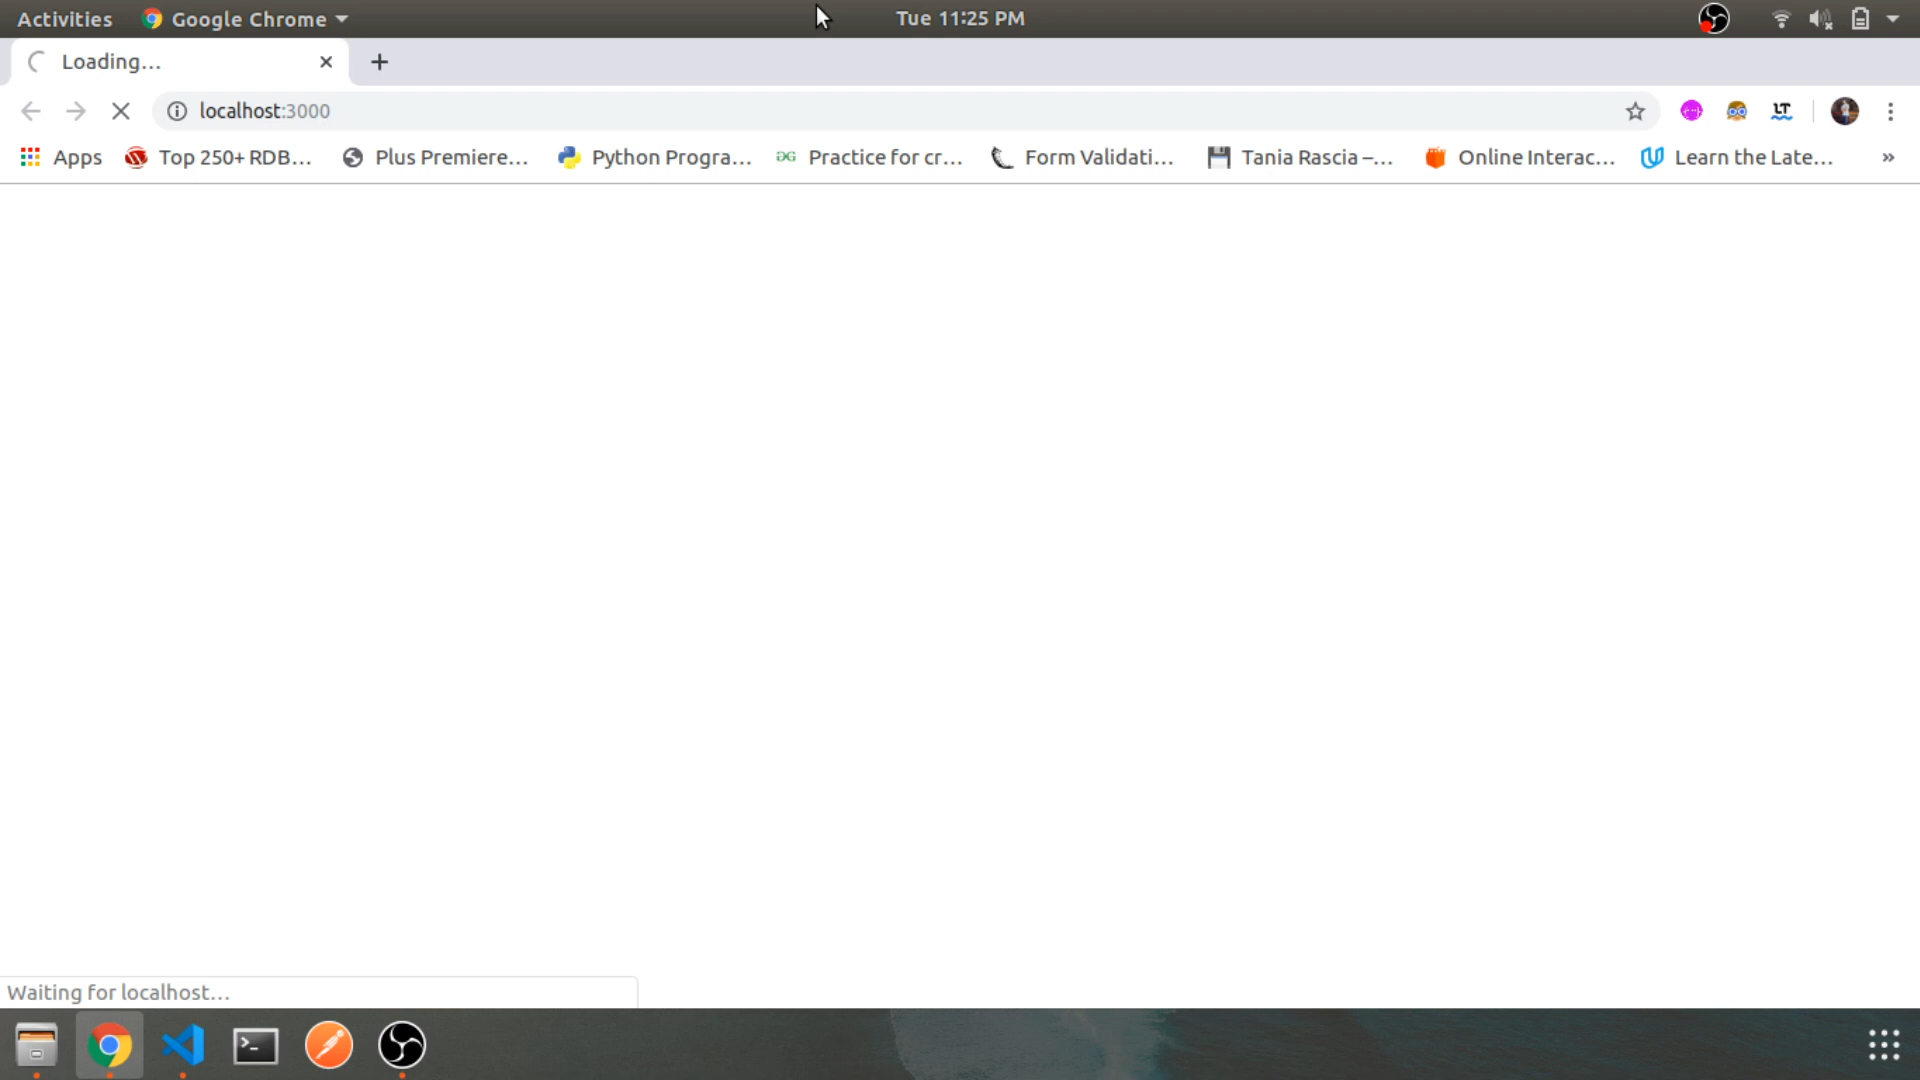 Activities Google Chrome Tue 11:25 PM
Loading...
localhost:3000
LT
Apps Top 250+ RDB... Plus Premiere... Python Progra... Practice for cr... Form Validati... Tania Rascia –... Online Interac... Learn the Late... »
Waiting for localhost...